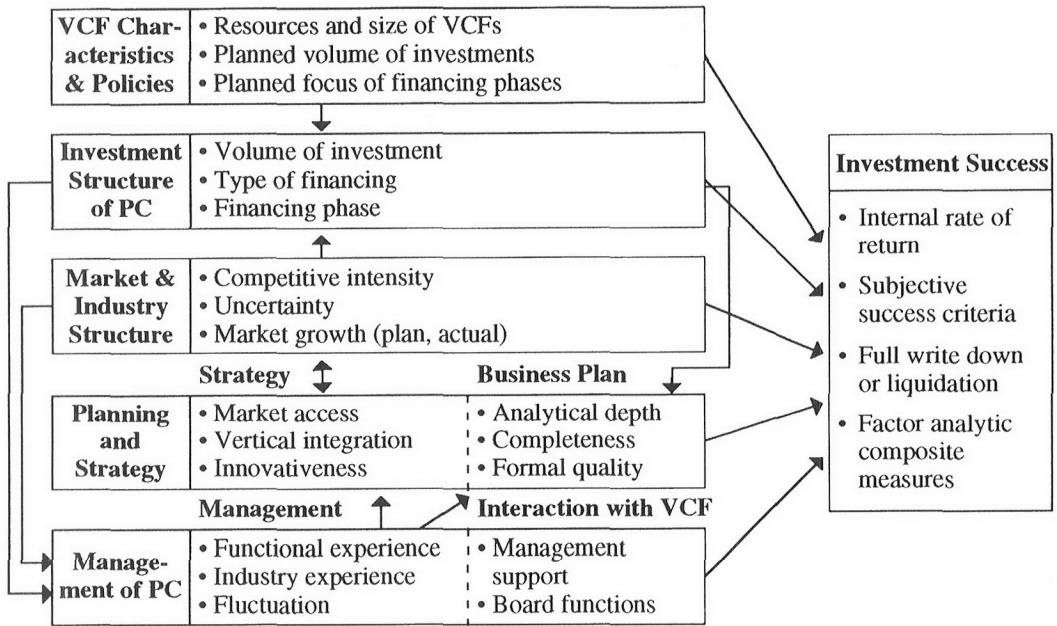 VCF Char-
acteristics
& Policies
• Resources and size of VCFs
• Planned volume of investments
• Planned focus of financing phases
Investment
Structure
of PC
• Volume of investment
• Type of financing
• Financing phase
Market &
Industry
Structure
• Competitive intensity
• Uncertainty
• Market growth (plan, actual)
Strategy
Business Plan
Planning
and
Strategy
• Market access
• Vertical integration
• Innovativeness
• Analytical depth
• Completeness
• Formal quality
Management
Interaction with VCF
Manage-
ment of PC
• Functional experience
• Industry experience
• Fluctuation
• Management
support
• Board functions
Investment Success
• Internal rate of
return
• Subjective
success criteria
• Full write down
or liquidation
• Factor analytic
composite
measures